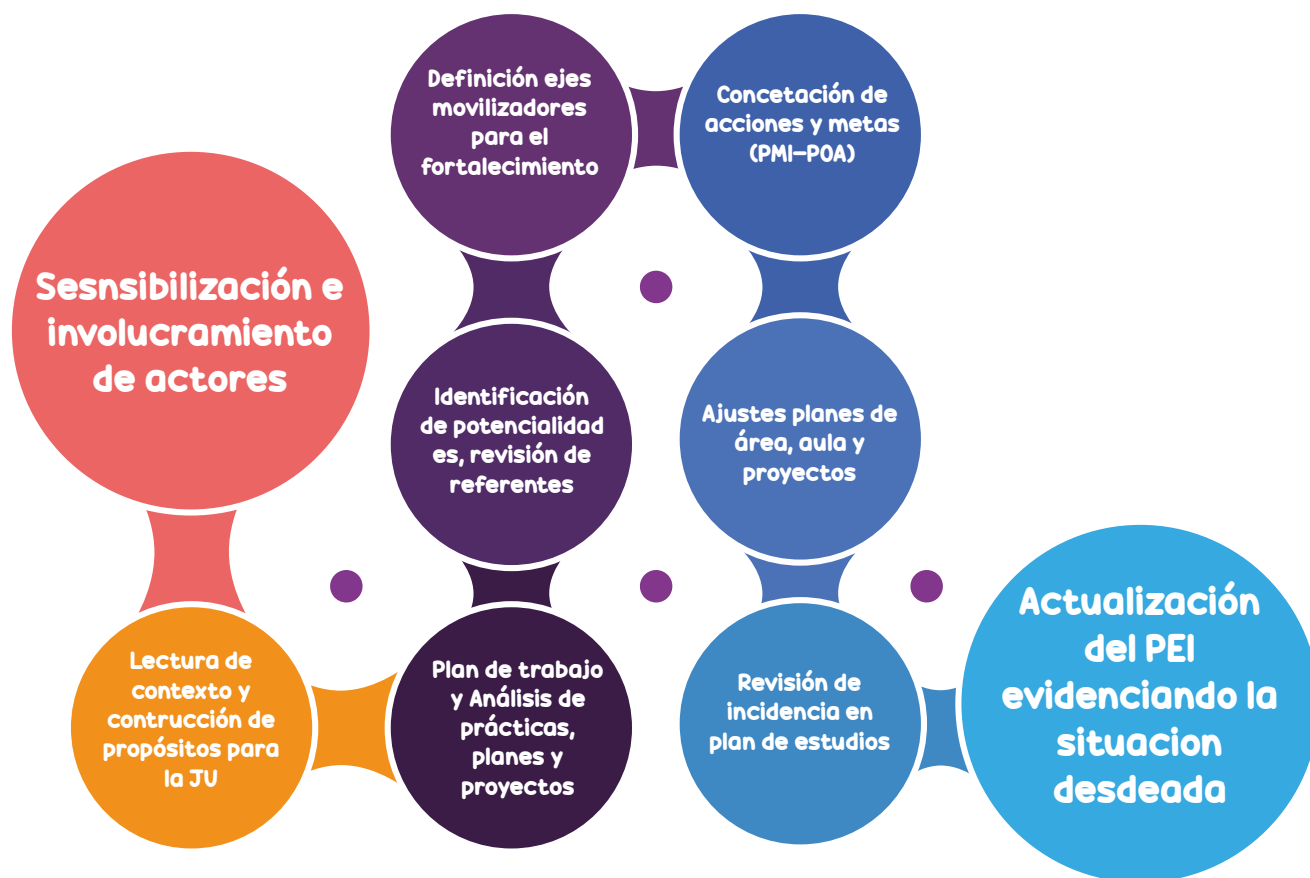 Sesnsibilización e
involucramiento
de actores
Lectura de
contexto y
contrucción de
propósitos para
la JU
Plan de trabajo
y Análisis de
prácticas,
planes y
proyectos
Identificación
de potencialidad
es, revisión de
referentes
Definición ejes
movilizadores
para el
fortalecimiento
Concetación de
acciones y metas
(PMI-POA)
Ajustes planes de
área, aula y
proyectos
Revisión de
incidencia en
plan de estudios
Actualización
del PEI
evidenciando la
situacion
desdeada